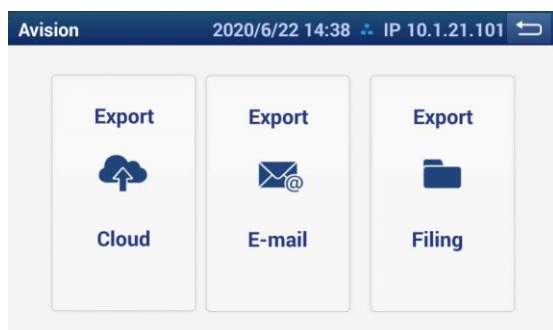 Avision 2020/6/22 14:38 IP 10.1.21.101
Export Export Export
@
Cloud E-mail Filing